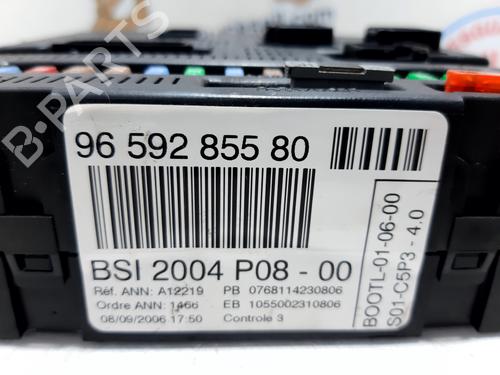 96 592 855 80
BSI 2004 P08 - 00
Réf. ANN: A12219 PB 0768114230806
Ordre ANN: 1466 EB 1055002310806
08/09/2006 17:50 Controle 3
BOOTL-01-06-00
S01-C5P3 - 4.0
B-PARTS